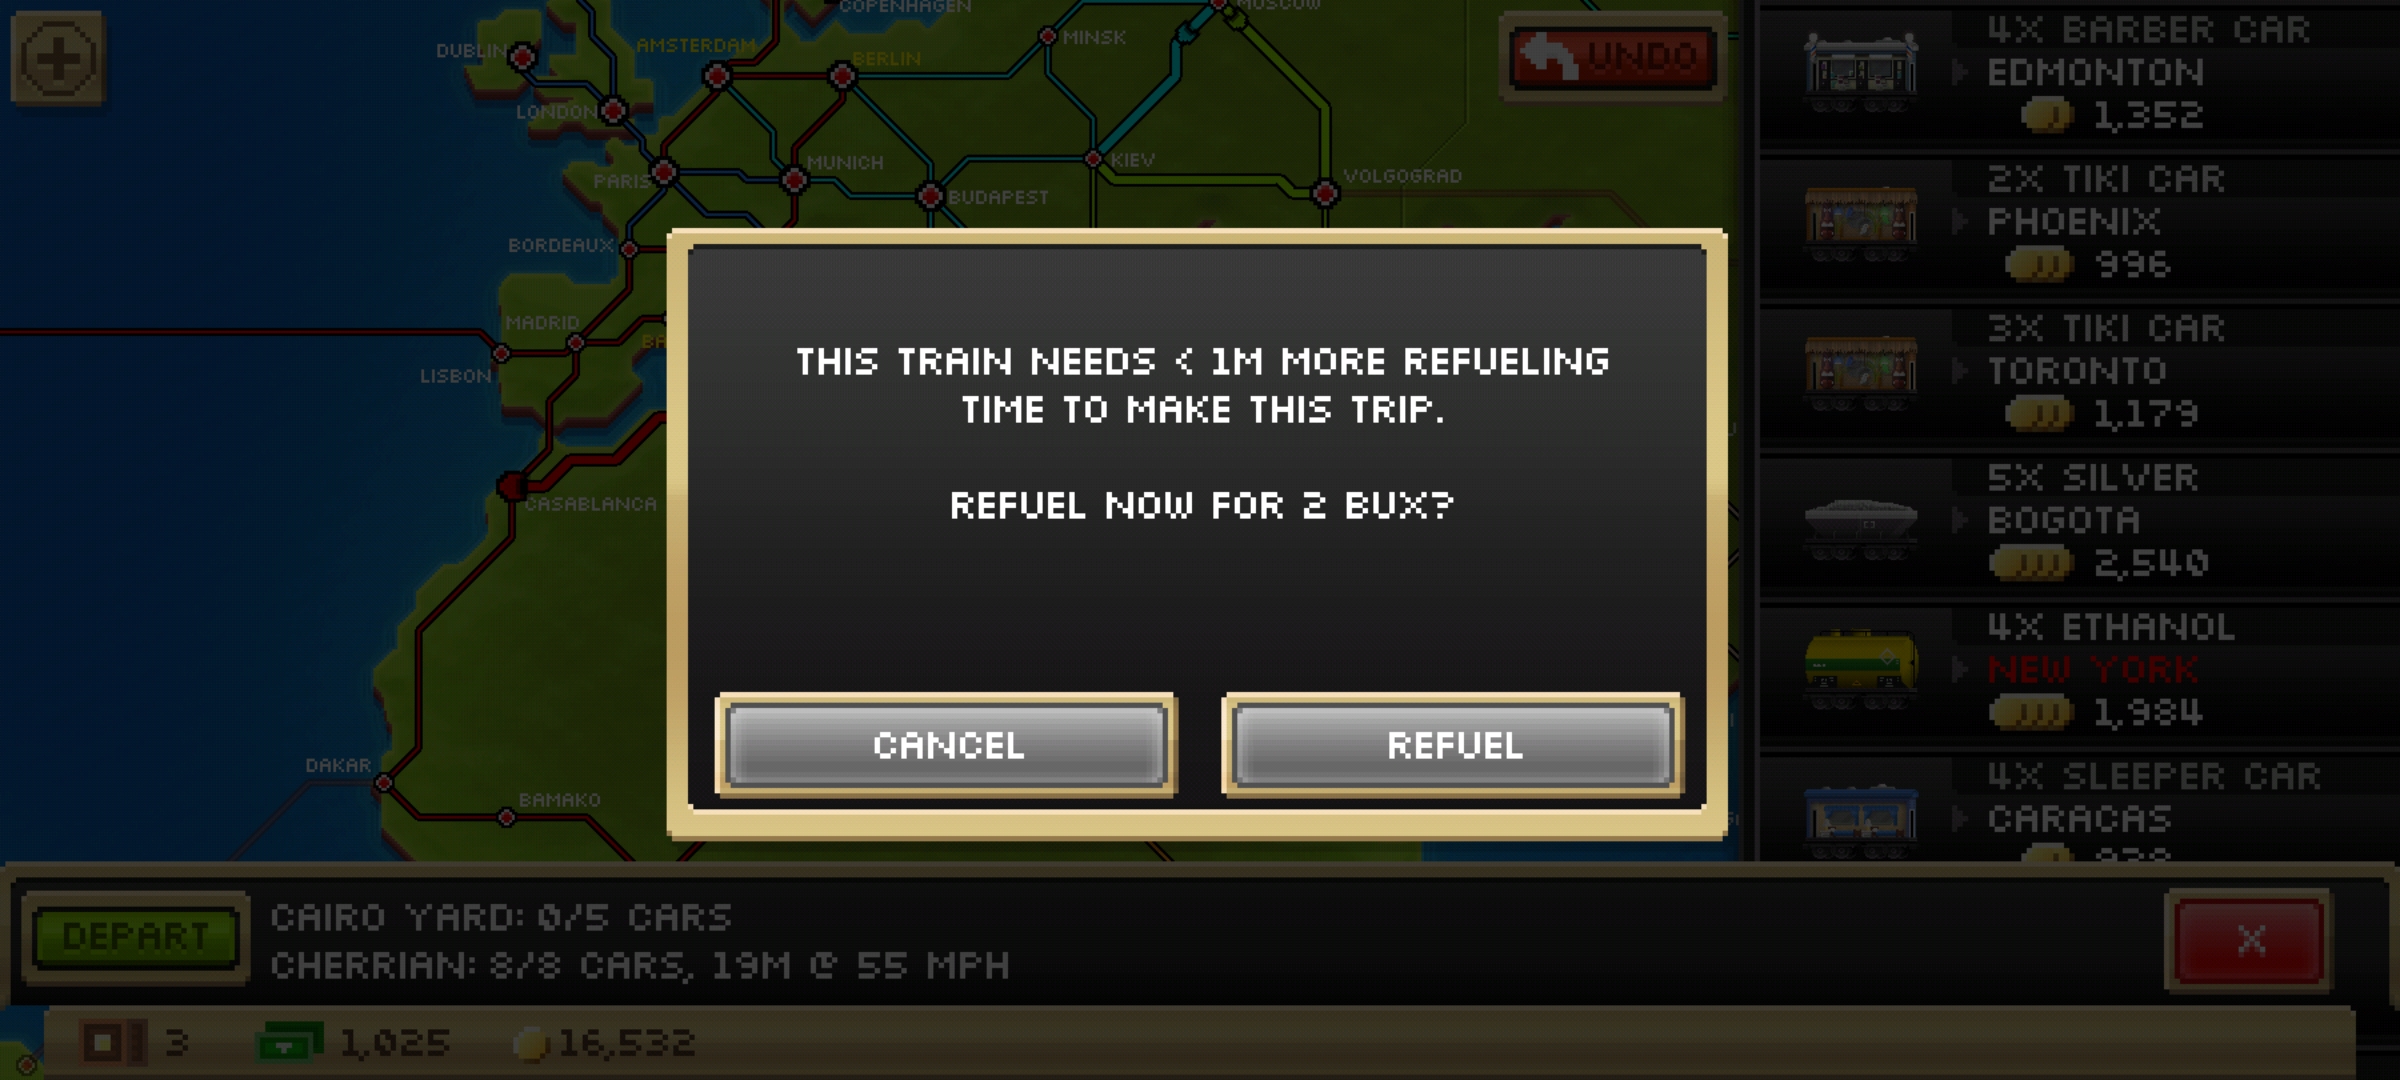 COPENHAGEN
MOSCOW
DUBLIN
AMSTERDAM
BERLIN
MINSK
UNDO
LONDON
PARIS
MUNICH
BUDAPEST
KIEV
VOLGOGRAD
BORDEAUX
MADRID
BA
LISBON
CASABLANCA
DAKAR
BAMAKO
4X BARBER CAR
EDMONTON
1,352
2X TIKI CAR
PHOENIX
996
3X TIKI CAR
TORONTO
1,179
5X SILVER
BOGOTA
2,540
4X ETHANOL
NEW YORK
1,984
4X SLEEPER CAR
CARACAS
THIS TRAIN NEEDS < 1M MORE REFUELING
TIME TO MAKE THIS TRIP.
REFUEL NOW FOR 2 BUX?
CANCEL
REFUEL
DEPART
CAIRO YARD: 0/5 CARS
CHERRIAN: 8/8 CARS, 19M @ 55 MPH
X
3
1,025
16,532